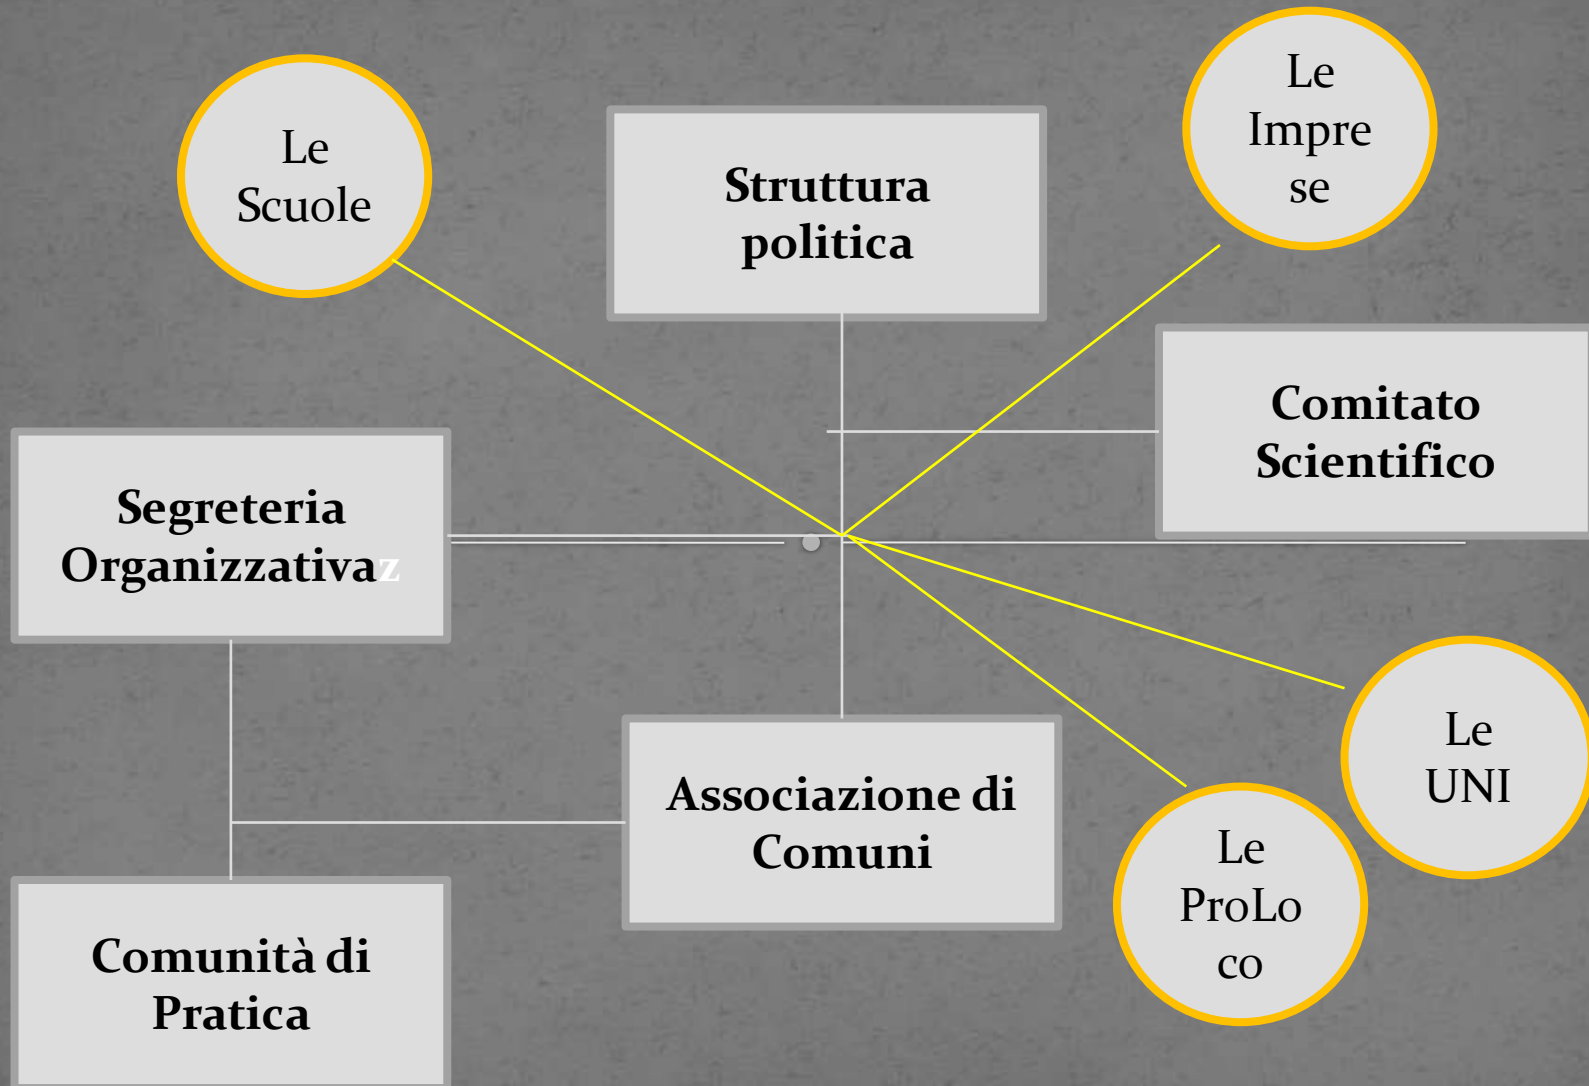 Le
Scuole
Struttura
politica
Le
Impre
se
Comitato
Scientifico
Segreteria
Organizzativaz
Associazione di
Comuni
Le
UNI
Le
ProLo
co
Comunità di
Pratica